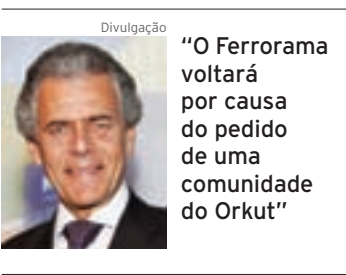 Divulgação
“O Ferrorama
voltará
por causa
do pedido
de uma
comunidade
do Orkut”